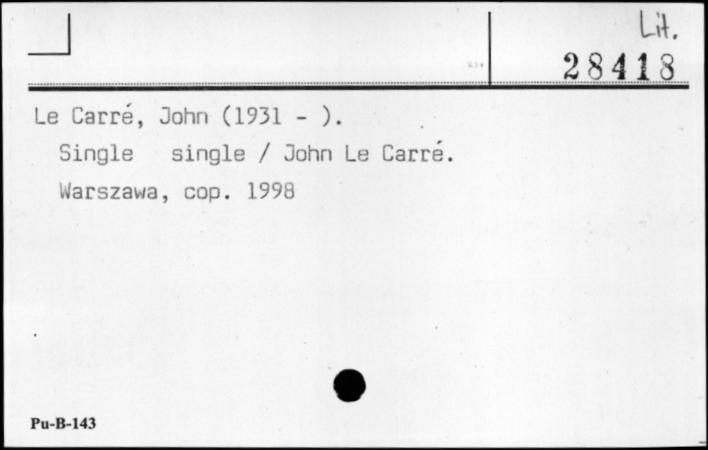 Lit.
28418
Le Carré, John (1931 - ).
Single single / John Le Carré.
Warszawa, cop. 1998
Pu-B-143